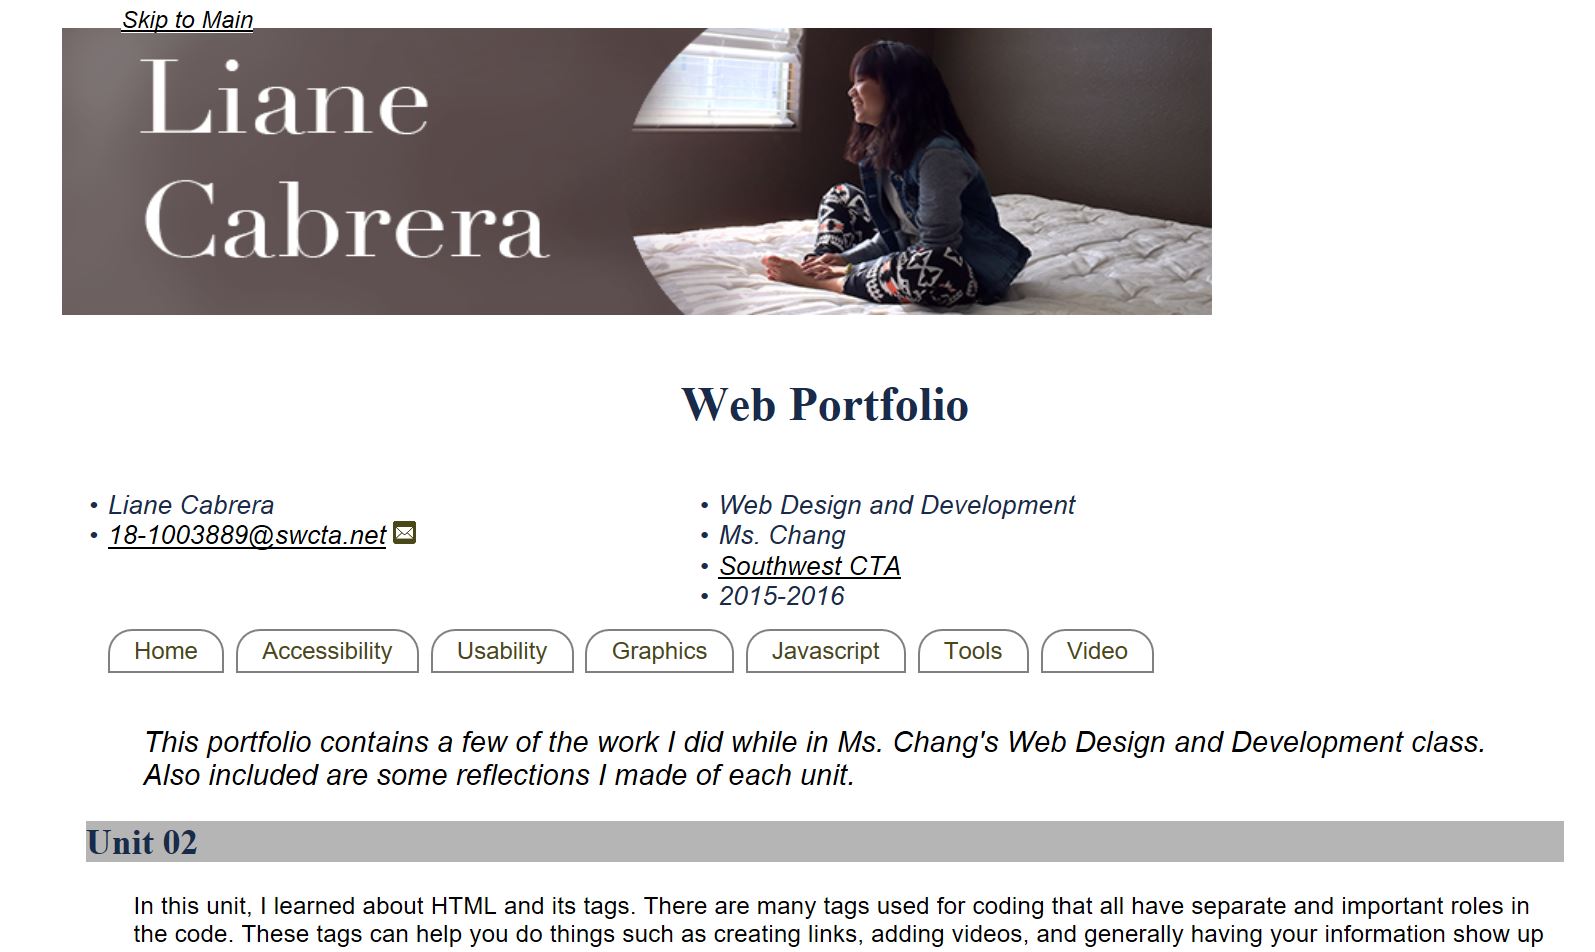 Skip to Main
Liane
Cabrera
Web Portfolio
• Liane Cabrera
• 18-1003889@swcta.net
• Web Design and Development
• Ms. Chang
• Southwest CTA
• 2015-2016
Home Accessibility Usability Graphics Javascript Tools Video
This portfolio contains a few of the work I did while in Ms. Chang's Web Design and Development class.
Also included are some reflections I made of each unit.
Unit 02
In this unit, I learned about HTML and its tags. There are many tags used for coding that all have separate and important roles in
the code. These tags can help you do things such as creating links, adding videos, and generally having your information show up